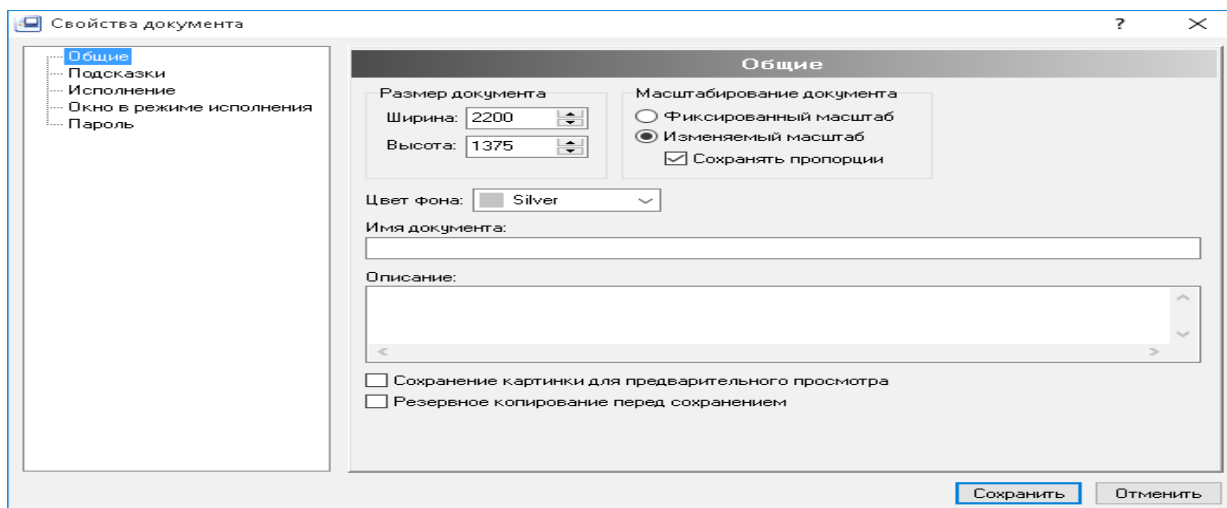 Свойства документа
Общие
Подсказки
Исполнение
Окно в режиме исполнения
Пароль
Общие
Размер документа
Ширина: 2200
Высота: 1375
Масштабирование документа
Фиксированный масштаб
Изменяемый масштаб
Сохранять пропорции
Цвет фона: Silver
Имя документа:
Описание:
Сохранение картинки для предварительного просмотра
Резервное копирование перед сохранением
Сохранить
Отменить